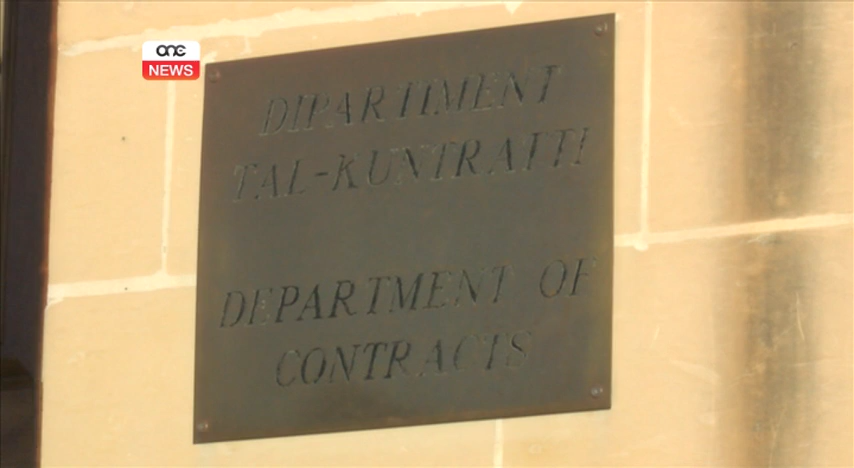 one
NEWS
DIPARTIMENT
TAL-KUNTRATTI
DEPARTMENT OF
CONTRACTS